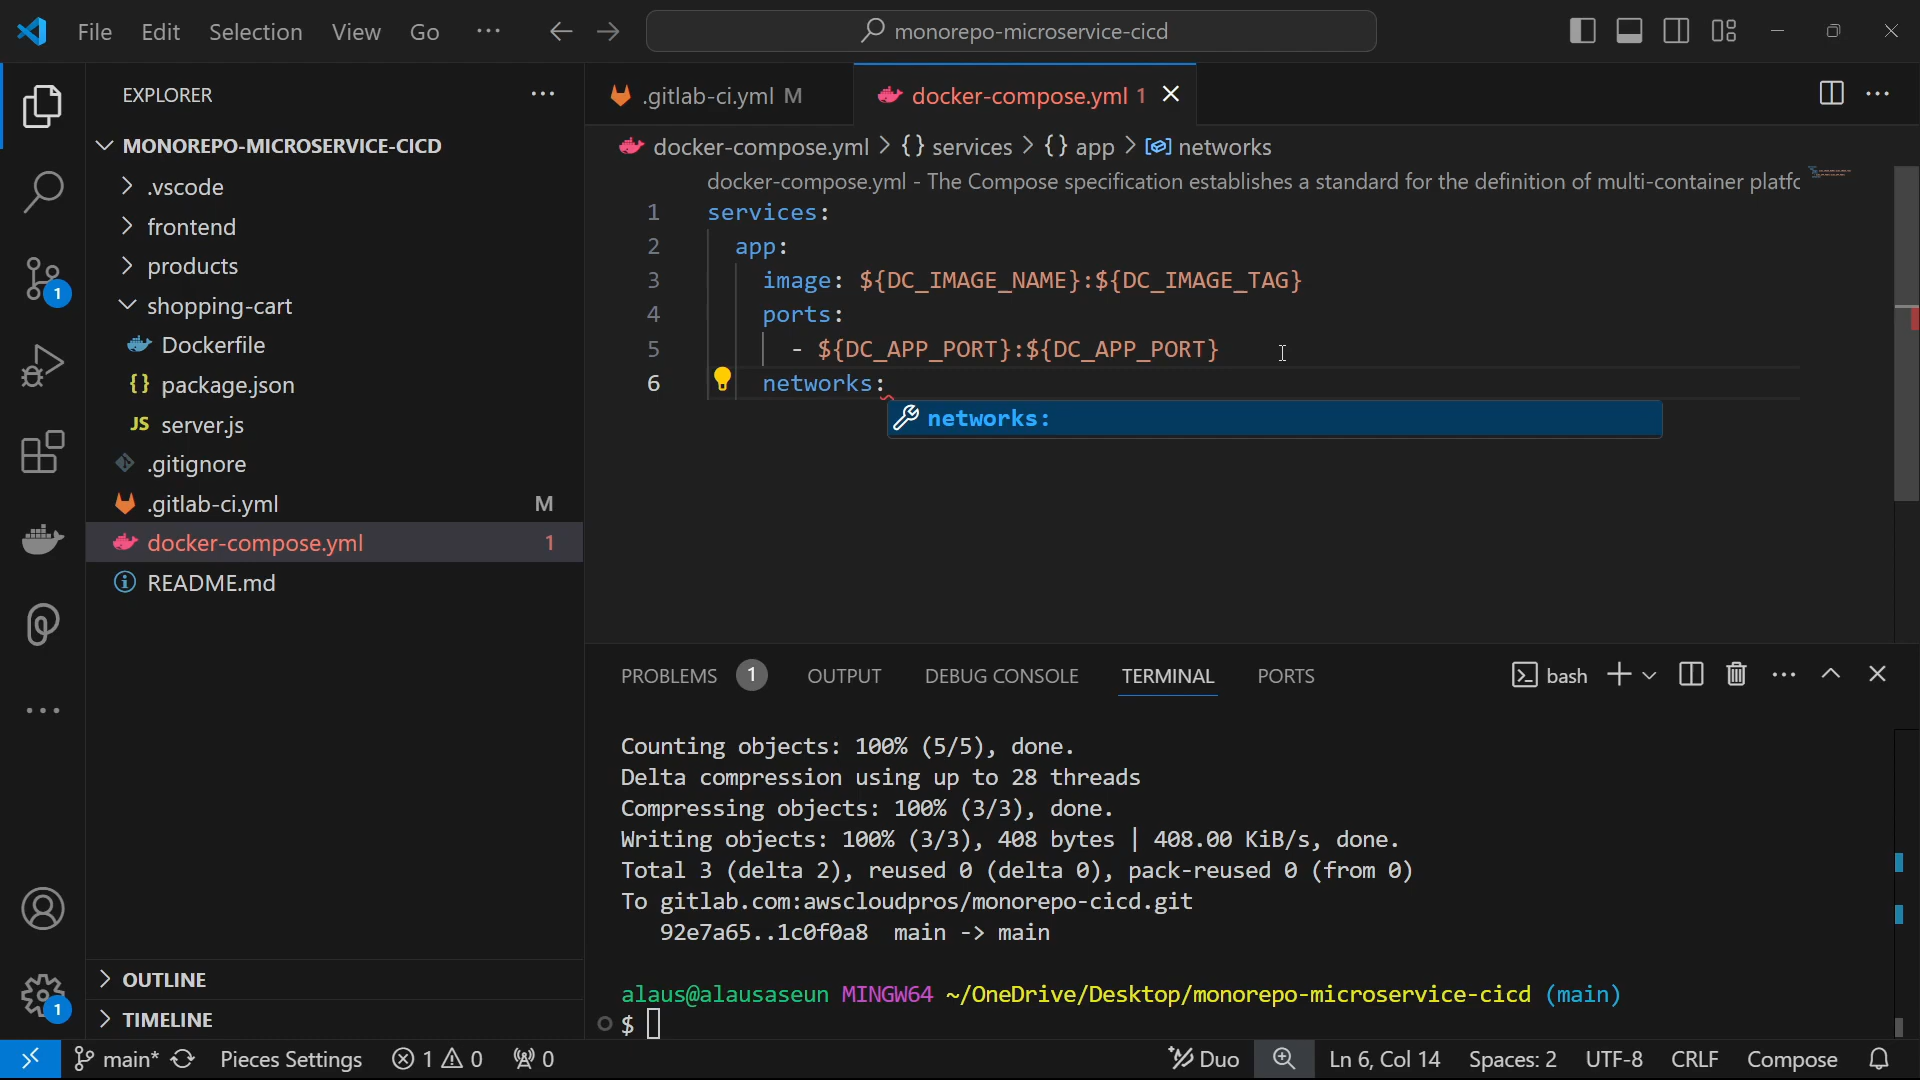 File Edit Selection View Go ··· monorepo-microservice-cicd
EXPLORER ···
MONOREPO-MICROSERVICE-CICD
.vscode
frontend
products
shopping-cart
Dockerfile
{} package.json
JS server.js
.gitignore
.gitlab-ci.yml M
docker-compose.yml 1
README.md
OUTLINE
TIMELINE
1
1
.gitlab-ci.yml M docker-compose.yml 1
docker-compose.yml > {} services > {} app > networks
docker-compose.yml - The Compose specification establishes a standard for the definition of multi-container platfo
1 services:
2 app:
3 image: ${DC_IMAGE_NAME}:${DC_IMAGE_TAG}
4 ports:
5 - ${DC_APP_PORT}:${DC_APP_PORT}
6 networks:
networks:
PROBLEMS 1 OUTPUT DEBUG CONSOLE TERMINAL PORTS bash
Counting objects: 100% (5/5), done.
Delta compression using up to 28 threads
Compressing objects: 100% (3/3), done.
Writing objects: 100% (3/3), 408 bytes | 408.00 KiB/s, done.
Total 3 (delta 2), reused 0 (delta 0), pack-reused 0 (from 0)
To gitlab.com:awscloudpros/monorepo-cicd.git
92e7a65..1c0f0a8 main -> main
alaus@alausaseun MINGW64 ~/OneDrive/Desktop/monorepo-microservice-cicd (main)
$
main* Pieces Settings 1 0 0 Duo Ln 6, Col 14 Spaces: 2 UTF-8 CRLF Compose